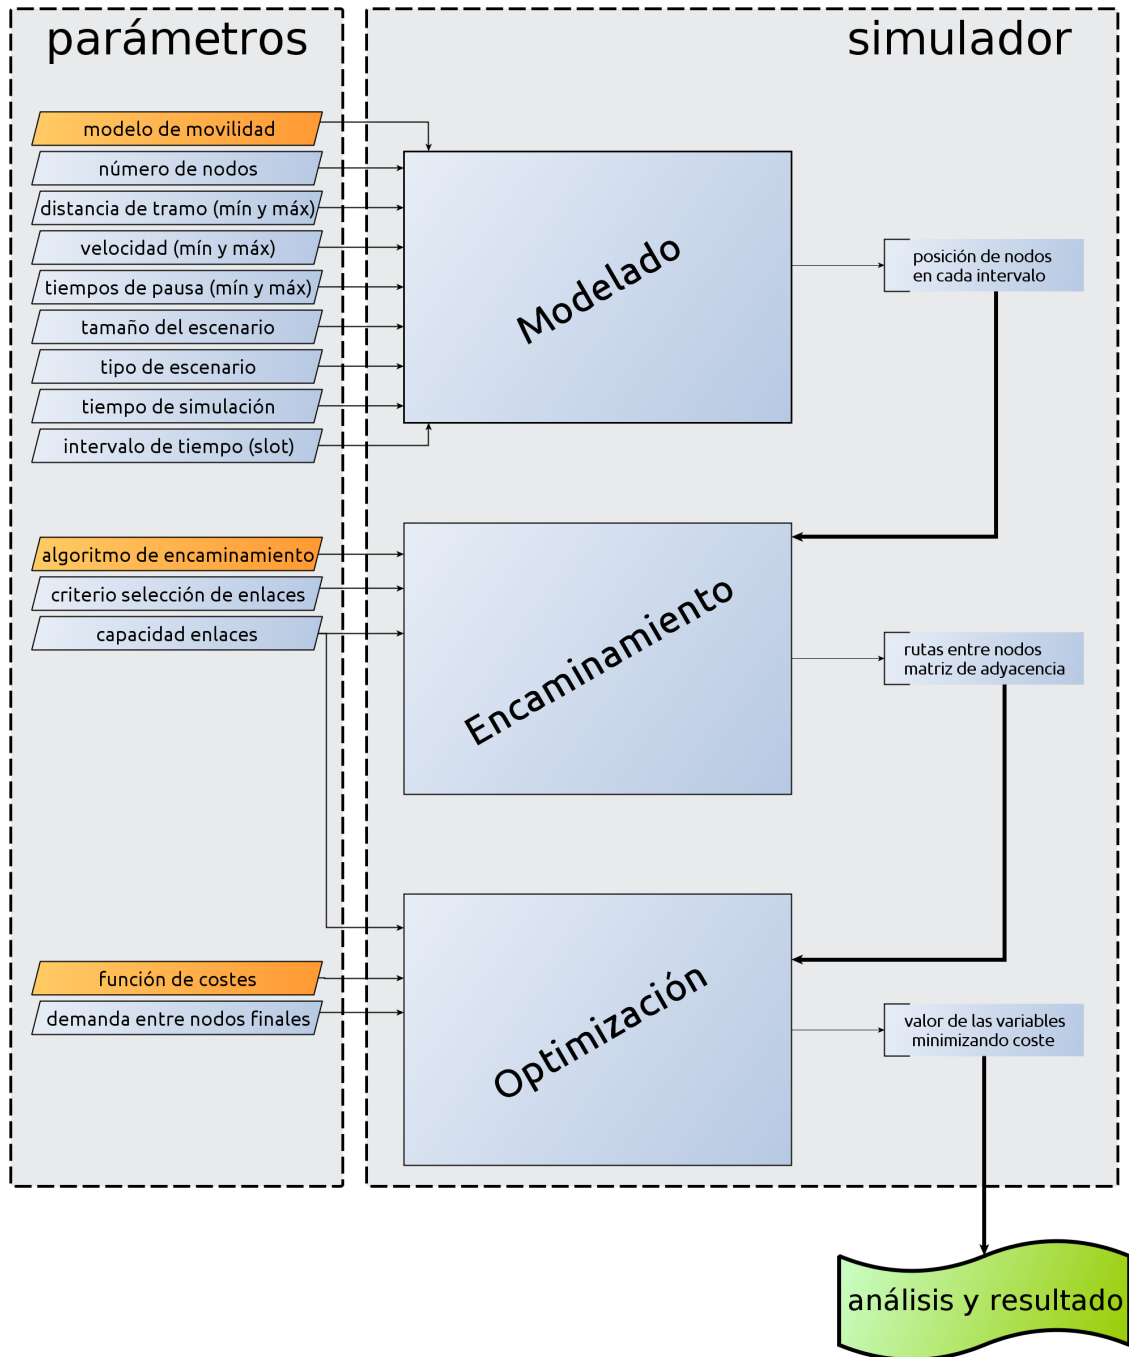 parámetros
simulador
modelo de movilidad
número de nodos
distancia de tramo (mín y máx)
velocidad (mín y máx)
tiempos de pausa (mín y máx)
tamaño del escenario
tipo de escenario
tiempo de simulación
intervalo de tiempo (slot)
Modelado
posición de nodos
en cada intervalo
algoritmo de encaminamiento
criterio selección de enlaces
capacidad enlaces
Encaminamiento
rutas entre nodos
matriz de adyacencia
función de costes
demanda entre nodos finales
Optimización
valor de las variables
minimizando coste
análisis y resultado